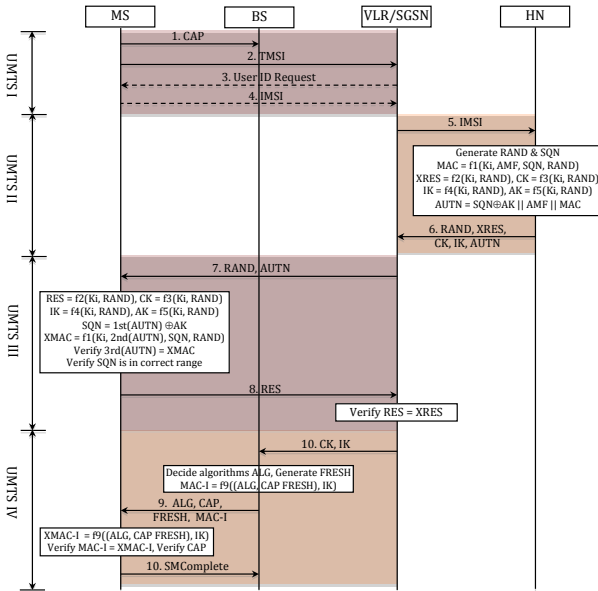 MS
BS
VLR/SGSN
HN
UMTS I
1. CAP
2. TMSI
3. User ID Request
4. IMSI
UMTS II
5. IMSI
Generate RAND & SQN
MAC = f1(Ki, AMF, SQN, RAND)
XRES = f2(Ki, RAND), CK = f3(Ki, RAND)
IK = f4(Ki, RAND), AK = f5(Ki, RAND)
AUTN = SQN⊕AK || AMF || MAC
6. RAND, XRES,
CK, IK, AUTN
UMTS III
7. RAND, AUTN
RES = f2(Ki, RAND), CK = f3(Ki, RAND)
IK = f4(Ki, RAND), AK = f5(Ki, RAND)
SQN = 1st(AUTN) ⊕AK
XMAC = f1(Ki, 2nd(AUTN), SQN, RAND)
Verify 3rd(AUTN) = XMAC
Verify SQN is in correct range
8. RES
Verify RES = XRES
UMTS IV
10. CK, IK
Decide algorithms ALG, Generate FRESH
MAC-I = f9((ALG, CAP FRESH), IK)
9. ALG, CAP,
FRESH, MAC-I
XMAC-I = f9((ALG, CAP FRESH), IK)
Verify MAC-I = XMAC-I, Verify CAP
10. SMComplete